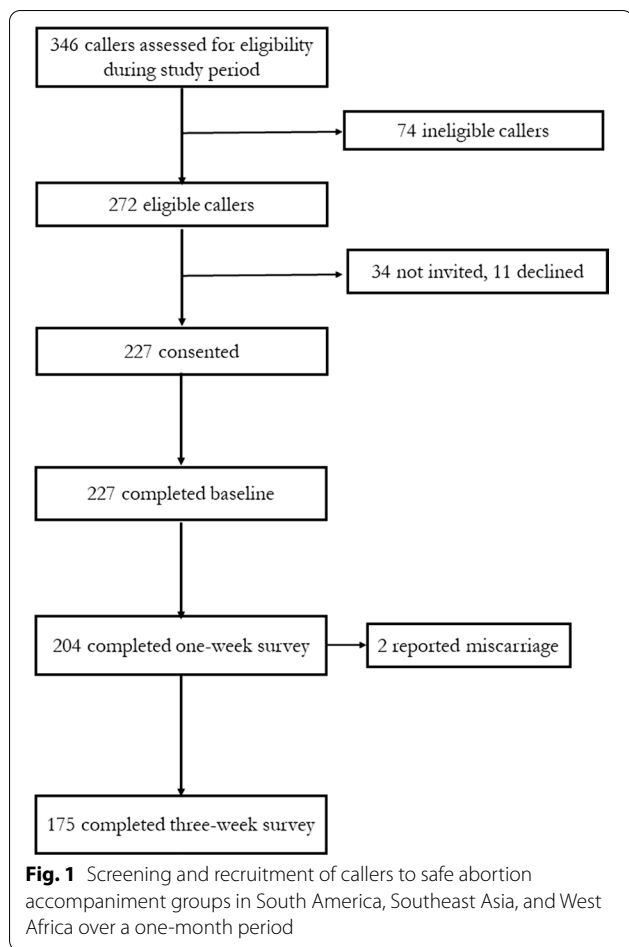 346 callers assessed for eligibility
during study period
74 ineligible callers
272 eligible callers
34 not invited, 11 declined
227 consented
227 completed baseline
204 completed one-week survey
2 reported miscarriage
175 completed three-week survey
Fig. 1 Screening and recruitment of callers to safe abortion
accompaniment groups in South America, Southeast Asia, and West
Africa over a one-month period